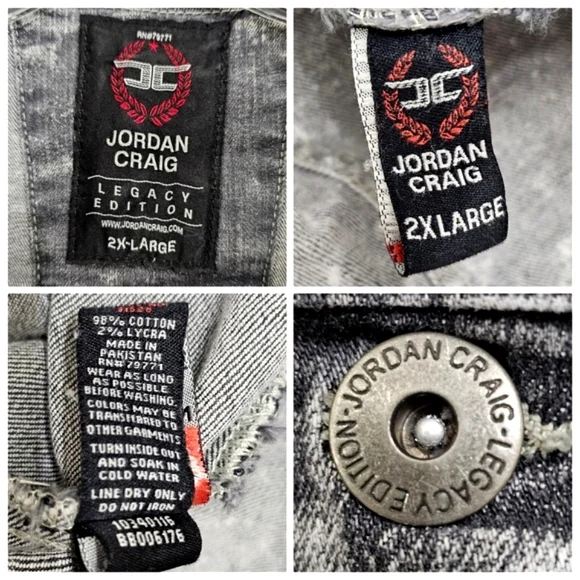 RN#79771
JORDAN
CRAIG
LEGACY
EDITION
WWW.JORDANCRAIG.COM
2X-LARGE
JORDAN
CRAIG
2XLARGE
98% COTTON
2% LYCRA
MADE IN
PAKISTAN
RN#79771
WEAR AS LONG
AS POSSIBLE
BEFORE WASHING.
COLORS MAY BE
TRANSFERRED TO
OTHER GARMENTS
TURN INSIDE OUT
AND SOAK IN
COLD WATER
LINE DRY ONLY
DO NOT IRON
10340116
BB006176
JORDAN CRAIG · LEGACY EDITION ·